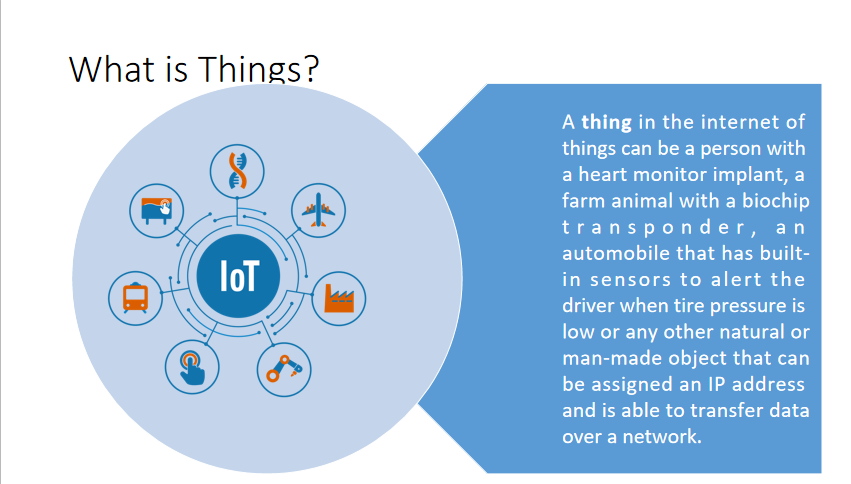 What is Things?
IoT
A thing in the internet of
things can be a person with
a heart monitor implant, a
farm animal with a biochip
transponder, an
automobile that has built-
in sensors to alert the
driver when tire pressure is
low or any other natural or
man-made object that can
be assigned an IP address
and is able to transfer data
over a network.